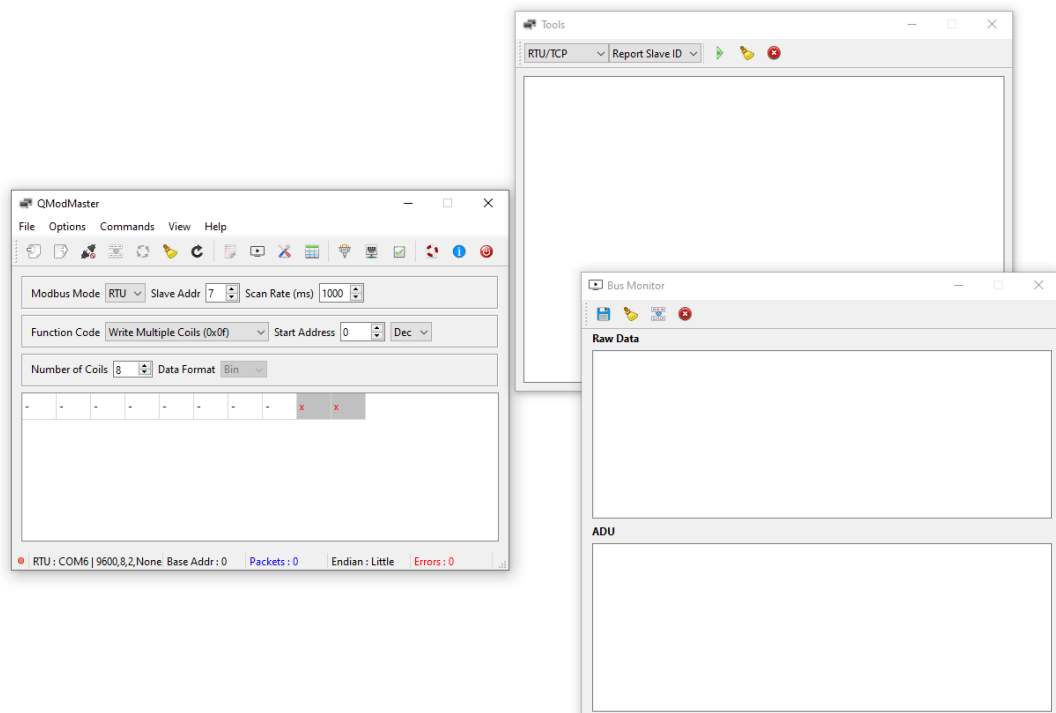 Tools
RTU/TCP Report Slave ID
QModMaster
File Options Commands View Help
Modbus Mode RTU Slave Addr 7 Scan Rate (ms) 1000
Function Code Write Multiple Coils (0x0f) Start Address 0 Dec
Number of Coils 8 Data Format Bin
- - - - - - - - x x
RTU : COM6 | 9600,8,2,None Base Addr : 0 Packets : 0 Endian : Little Errors : 0
Bus Monitor
Raw Data
ADU